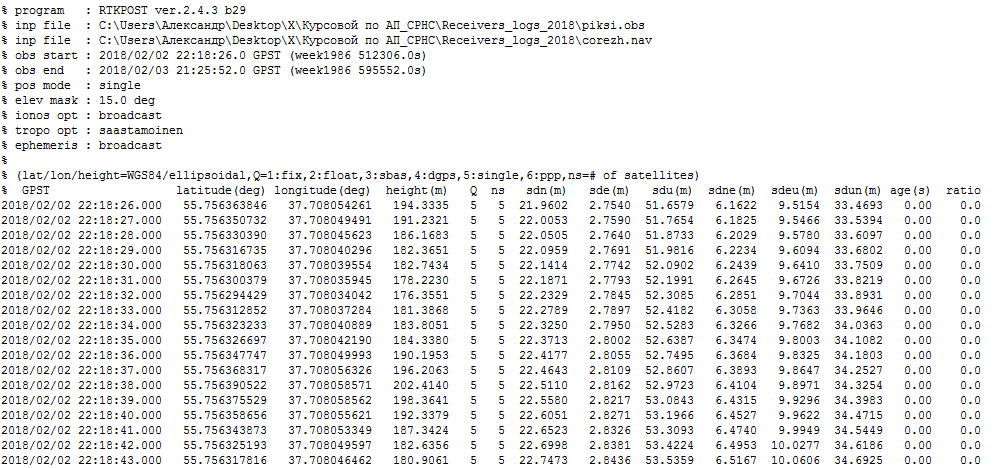 % program   : RTKPOST ver.2.4.3 b29
% inp file  : C:\Users\Александр\Desktop\X\Курсовой по АП_СРНС\Receivers_logs_2018\piksi.obs
% inp file  : C:\Users\Александр\Desktop\X\Курсовой по АП_СРНС\Receivers_logs_2018\corezh.nav
% obs start : 2018/02/02 22:18:26.0 GPST (week1986 512306.0s)
% obs end   : 2018/02/03 21:25:52.0 GPST (week1986 595552.0s)
% pos mode  : single
% elev mask : 15.0 deg
% ionos opt : broadcast
% tropo opt : saastamoinen
% ephemeris : broadcast
%
% (lat/lon/height=WGS84/ellipsoidal,Q=1:fix,2:float,3:sbas,4:dgps,5:single,6:ppp,ns=# of satellites)
%  GPST                  latitude(deg) longitude(deg)  height(m)   Q  ns   sdn(m)   sde(m)   sdu(m)  sdne(m)  sdeu(m)  sdun(m) age(s)  ratio
2018/02/02 22:18:26.000   55.756363846   37.708054261   194.3335   5   5  21.9602   2.7540  51.6579   6.1622   9.5154  33.4693   0.00    0.0
2018/02/02 22:18:27.000   55.756350732   37.708049491   191.2321   5   5  22.0053   2.7590  51.7654   6.1825   9.5466  33.5394   0.00    0.0
2018/02/02 22:18:28.000   55.756330390   37.708045623   186.1683   5   5  22.0505   2.7640  51.8733   6.2029   9.5780  33.6097   0.00    0.0
2018/02/02 22:18:29.000   55.756316735   37.708040296   182.3651   5   5  22.0959   2.7691  51.9816   6.2234   9.6094  33.6802   0.00    0.0
2018/02/02 22:18:30.000   55.756318063   37.708039554   182.7434   5   5  22.1414   2.7742  52.0902   6.2439   9.6410  33.7509   0.00    0.0
2018/02/02 22:18:31.000   55.756300379   37.708035945   178.2230   5   5  22.1871   2.7793  52.1991   6.2645   9.6726  33.8219   0.00    0.0
2018/02/02 22:18:32.000   55.756294429   37.708034042   176.3551   5   5  22.2329   2.7845  52.3085   6.2851   9.7044  33.8931   0.00    0.0
2018/02/02 22:18:33.000   55.756312852   37.708037284   181.3868   5   5  22.2789   2.7897  52.4182   6.3058   9.7363  33.9646   0.00    0.0
2018/02/02 22:18:34.000   55.756323233   37.708040889   183.8051   5   5  22.3250   2.7950  52.5283   6.3266   9.7682  34.0363   0.00    0.0
2018/02/02 22:18:35.000   55.756326697   37.708042190   184.3380   5   5  22.3713   2.8002  52.6387   6.3474   9.8003  34.1082   0.00    0.0
2018/02/02 22:18:36.000   55.756347747   37.708049993   190.1953   5   5  22.4177   2.8055  52.7495   6.3684   9.8325  34.1803   0.00    0.0
2018/02/02 22:18:37.000   55.756368317   37.708056326   196.2063   5   5  22.4643   2.8109  52.8607   6.3893   9.8647  34.2527   0.00    0.0
2018/02/02 22:18:38.000   55.756390522   37.708058571   202.4140   5   5  22.5110   2.8162  52.9723   6.4104   9.8971  34.3254   0.00    0.0
2018/02/02 22:18:39.000   55.756375529   37.708058562   198.3641   5   5  22.5580   2.8217  53.0843   6.4315   9.9296  34.3983   0.00    0.0
2018/02/02 22:18:40.000   55.756358656   37.708055621   192.3379   5   5  22.6051   2.8271  53.1966   6.4527   9.9622  34.4715   0.00    0.0
2018/02/02 22:18:41.000   55.756343873   37.708053349   187.3424   5   5  22.6523   2.8326  53.3093   6.4740   9.9949  34.5449   0.00    0.0
2018/02/02 22:18:42.000   55.756325193   37.708049597   182.6356   5   5  22.6998   2.8381  53.4224   6.4953  10.0277  34.6186   0.00    0.0
2018/02/02 22:18:43.000   55.756317816   37.708046462   180.9061   5   5  22.7473   2.8436  53.5359   6.5167  10.0606  34.6925   0.00    0.0